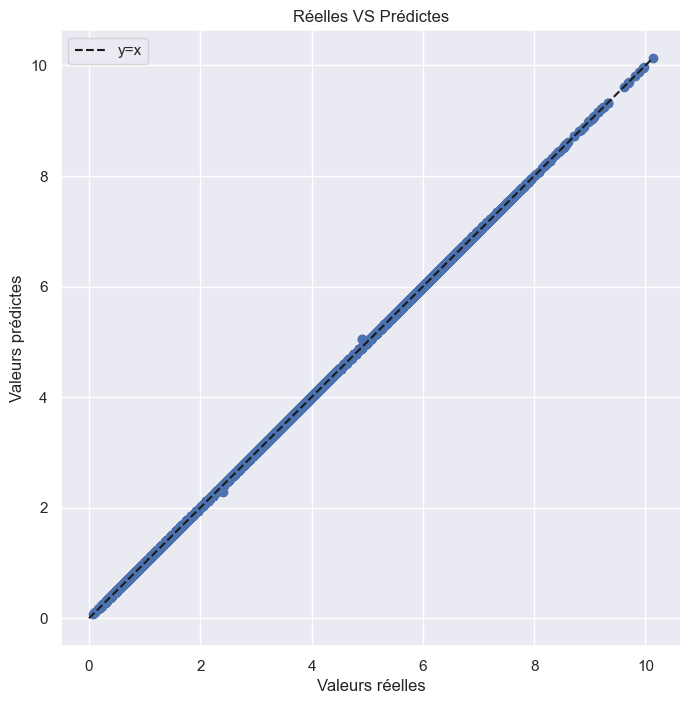 Réelles VS Prédictes
y=x
Valeurs prédictes
10
8
6
4
2
0
0 2 4 6 8 10
Valeurs réelles